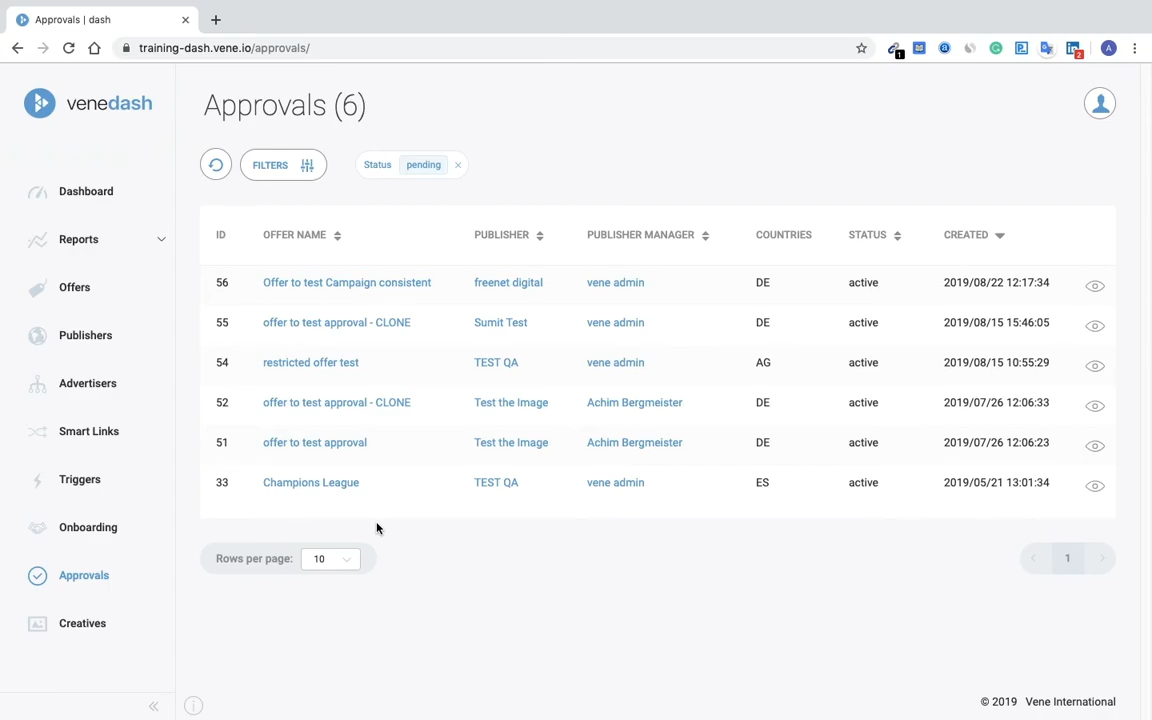 Approvals | dash
training-dash.vene.io/approvals/
1
2
A
venedash
Approvals (6)
FILTERS
Status pending
Dashboard
Reports
Offers
Publishers
Advertisers
Smart Links
Triggers
Onboarding
Approvals
Creatives
ID OFFER NAME PUBLISHER PUBLISHER MANAGER COUNTRIES STATUS CREATED
56 Offer to test Campaign consistent freenet digital vene admin DE active 2019/08/22 12:17:34
55 offer to test approval - CLONE Sumit Test vene admin DE active 2019/08/15 15:46:05
54 restricted offer test TEST QA vene admin AG active 2019/08/15 10:55:29
52 offer to test approval - CLONE Test the Image Achim Bergmeister DE active 2019/07/26 12:06:33
51 offer to test approval Test the Image Achim Bergmeister DE active 2019/07/26 12:06:23
33 Champions League TEST QA vene admin ES active 2019/05/21 13:01:34
Rows per page: 10
1
© 2019 Vene International